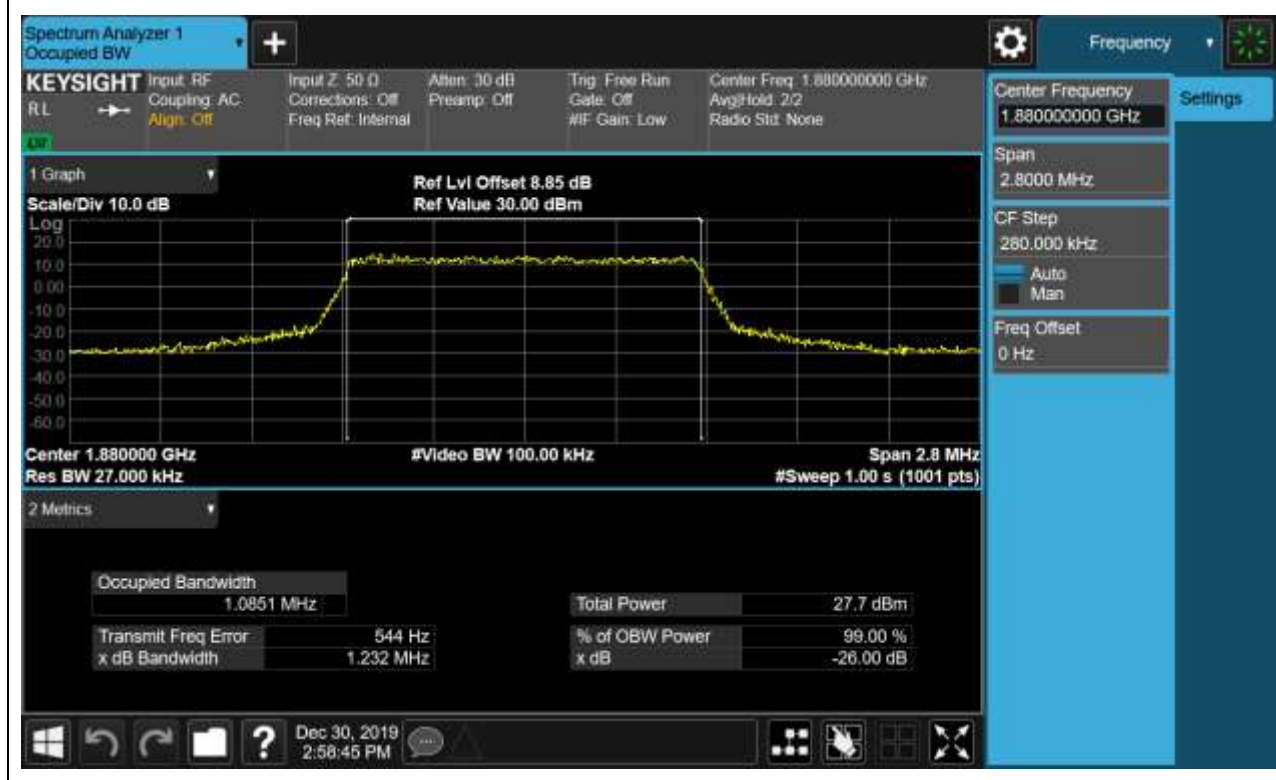 Spectrum Analyzer 1
Occupied BW
+
Frequency
KEYSIGHT
RL
Input: RF
Coupling: AC
Align: Off
Input Z: 50 Ω
Corrections: Off
Freq Ref: Internal
Atten: 30 dB
Preamp: Off
Trig: Free Run
Gate: Off
#IF Gain: Low
Center Freq: 1.880000000 GHz
Avg|Hold: 2/2
Radio Std: None
Center Frequency
1.880000000 GHz
Settings
Span
2.8000 MHz
CF Step
280.000 kHz
Auto
Man
Freq Offset
0 Hz
1 Graph
Scale/Div 10.0 dB
Ref Lvl Offset 8.85 dB
Ref Value 30.00 dBm
Log
20.0
10.0
0.00
-10.0
-20.0
-30.0
-40.0
-50.0
-60.0
Center 1.880000 GHz
#Video BW 100.00 kHz
Span 2.8 MHz
Res BW 27.000 kHz
#Sweep 1.00 s (1001 pts)
2 Metrics
Occupied Bandwidth
1.0851 MHz
Total Power 27.7 dBm
Transmit Freq Error 544 Hz
% of OBW Power 99.00 %
x dB Bandwidth 1.232 MHz
x dB -26.00 dB
?
Dec 30, 2019
2:58:45 PM